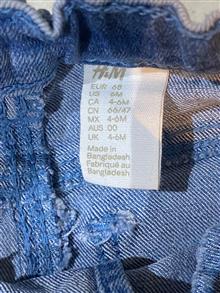 H&M
EUR 68
US 6M
CA 4-6M
CN 66/47
MX 4-6M
AUS 00
UK 4-6M
Made in
Bangladesh
Fabriqué au
Bangladesh